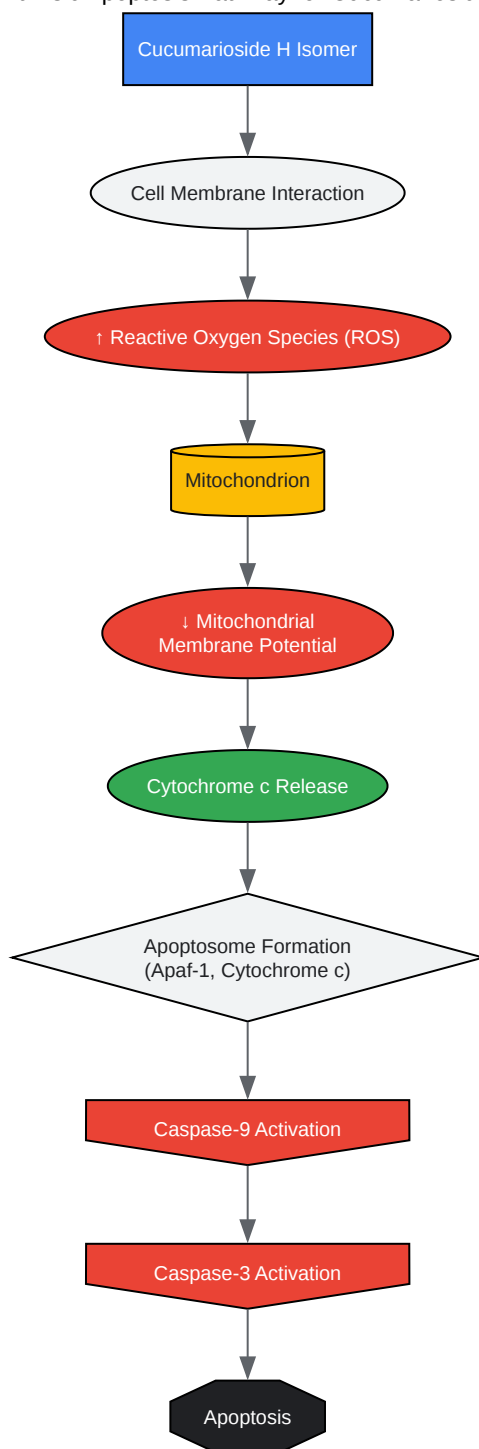 Cucumarioside H Isomer
Cell Membrane Interaction
↑ Reactive Oxygen Species (ROS)
Mitochondrion
↓ Mitochondrial
Membrane Potential
Cytochrome c Release
Apoptosome Formation
(Apaf-1, Cytochrome c)
Caspase-9 Activation
Caspase-3 Activation
Apoptosis